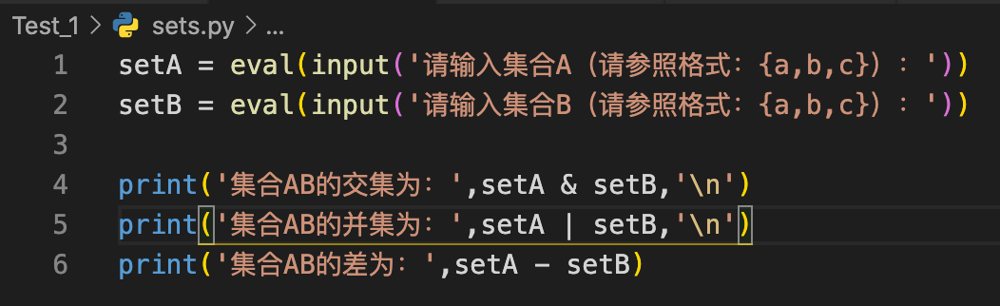 Test_1 > sets.py > ...
1 setA = eval(input('请输入集合A（请参照格式：{a,b,c}）：'))
2 setB = eval(input('请输入集合B（请参照格式：{a,b,c}）：'))
3
4 print('集合AB的交集为：',setA & setB,'\n')
5 print('集合AB的并集为：',setA | setB,'\n')
6 print('集合AB的差为：',setA - setB)